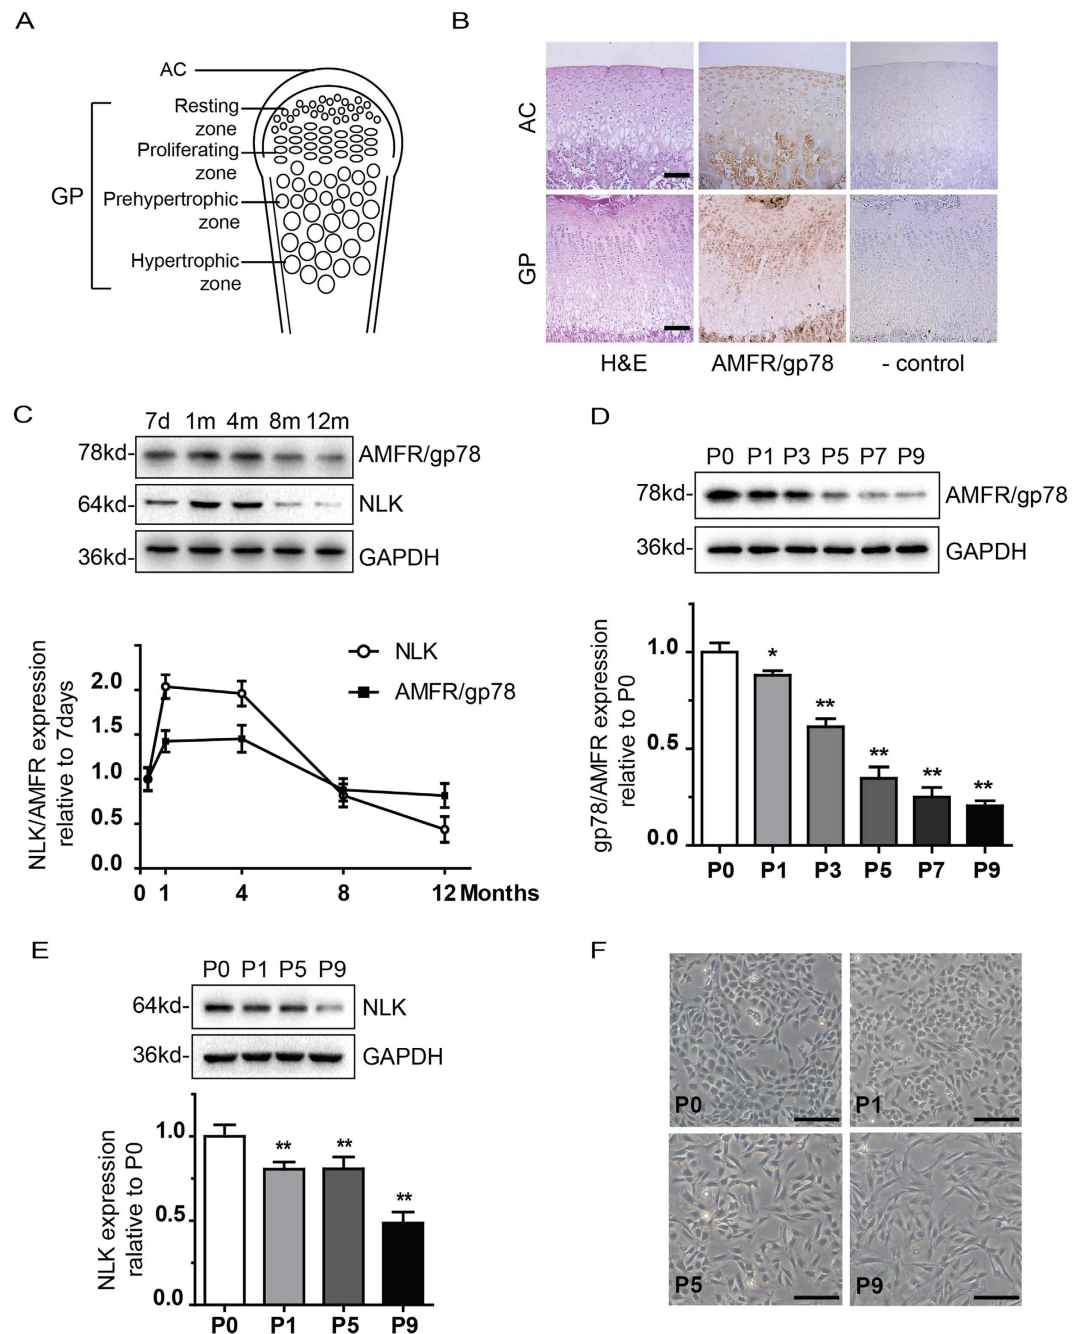 A
AC
GP
Resting
zone
Proliferating
zone
Prehypertrophic
zone
Hypertrophic
zone
B
AC
GP
H&E
AMFR/gp78
- control
C
7d 1m 4m 8m 12m
78kd-
AMFR/gp78
64kd-
NLK
36kd-
GAPDH
NLK/AMFR expression
relative to 7days
2.0
1.5
1.0
0.5
0.0
NLK
AMFR/gp78
0 1 4 8 12 Months
D
P0 P1 P3 P5 P7 P9
78kd-
AMFR/gp78
36kd-
GAPDH
gp78/AMFR expression
relative to P0
1.0
0.5
0.0
* ** ** ** **
P0 P1 P3 P5 P7 P9
E
P0 P1 P5 P9
64kd-
NLK
36kd-
GAPDH
NLK expression
ralative to P0
1.0
0.5
0.0
** ** **
P0 P1 P5 P9
F
P0
P1
P5
P9